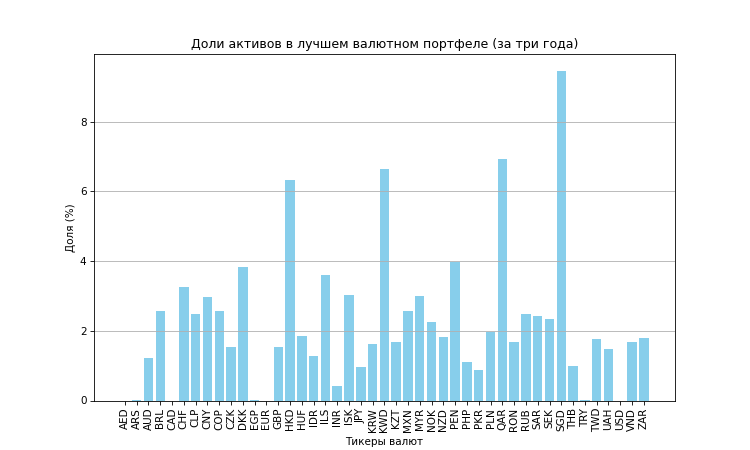 Доли активов в лучшем валютном портфеле (за три года)
Доля (%)
8
6
4
2
0
AED ARS AUD BRL CAD CHF CLP CNY COP CZK DKK EGP EUR GBP HKD HUF IDR ILS INR ISK JPY KRW KWD KZT MXN MYR NOK NZD PEN PHP PKR PLN QAR RON RUB SAR SEK SGD THB TRY TWD UAH USD VND ZAR
Тикеры валют